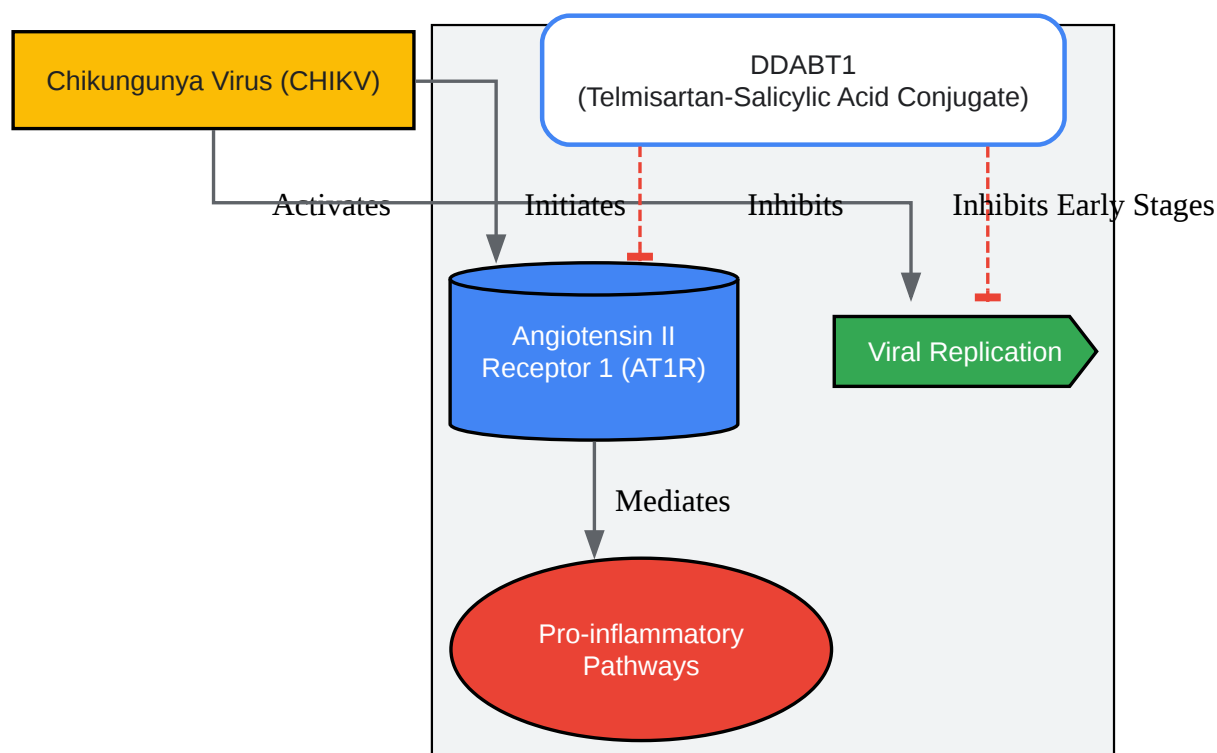 DDABT1
Chikungunya Virus (CHIKV)
(Telmisartan-Salicylic Acid Conjugate)
Activates
Initiates
Inhibits
Inhibits Early Stages
Angiotensin II
Receptor 1 (AT1R)
Viral Replication
Mediates
Pro-inflammatory
Pathways